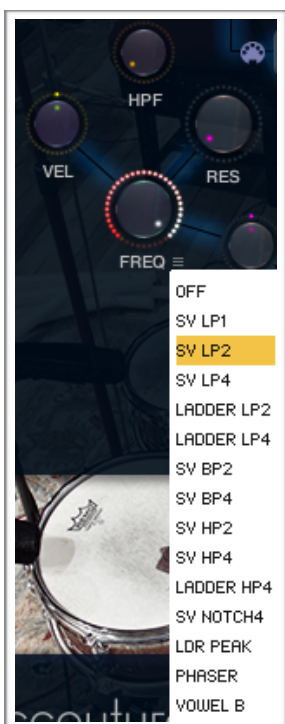 HPF
VEL
RES
FREQ
OFF
SV LP1
SV LP2
SV LP4
LADDER LP2
LADDER LP4
SV BP2
SV BP4
SV HP2
SV HP4
LADDER HP4
SV NOTCH4
LDR PEAK
PHASER
VOWEL B